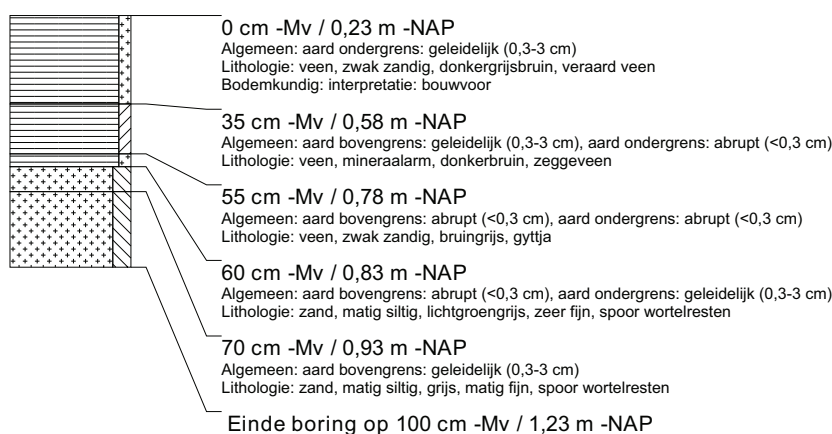 0 cm -Mv / 0,23 m -NAP
Algemeen: aard ondergrens: geleidelijk (0,3-3 cm)
Lithologie: veen, zwak zandig, donkergrijsbruin, veraard veen
Bodemkundig: interpretatie: bouwvoor
35 cm -Mv / 0,58 m -NAP
Algemeen: aard bovengrens: geleidelijk (0,3-3 cm), aard ondergrens: abrupt (<0,3 cm)
Lithologie: veen, mineraalarm, donkerbruin, zeggeveen
55 cm -Mv / 0,78 m -NAP
Algemeen: aard bovengrens: abrupt (<0,3 cm), aard ondergrens: abrupt (<0,3 cm)
Lithologie: veen, zwak zandig, bruingrijs, gyttja
60 cm -Mv / 0,83 m -NAP
Algemeen: aard bovengrens: abrupt (<0,3 cm), aard ondergrens: geleidelijk (0,3-3 cm)
Lithologie: zand, matig siltig, lichtgroengrijs, zeer fijn, spoor wortelresten
70 cm -Mv / 0,93 m -NAP
Algemeen: aard bovengrens: geleidelijk (0,3-3 cm)
Lithologie: zand, matig siltig, grijs, matig fijn, spoor wortelresten
Einde boring op 100 cm -Mv / 1,23 m -NAP